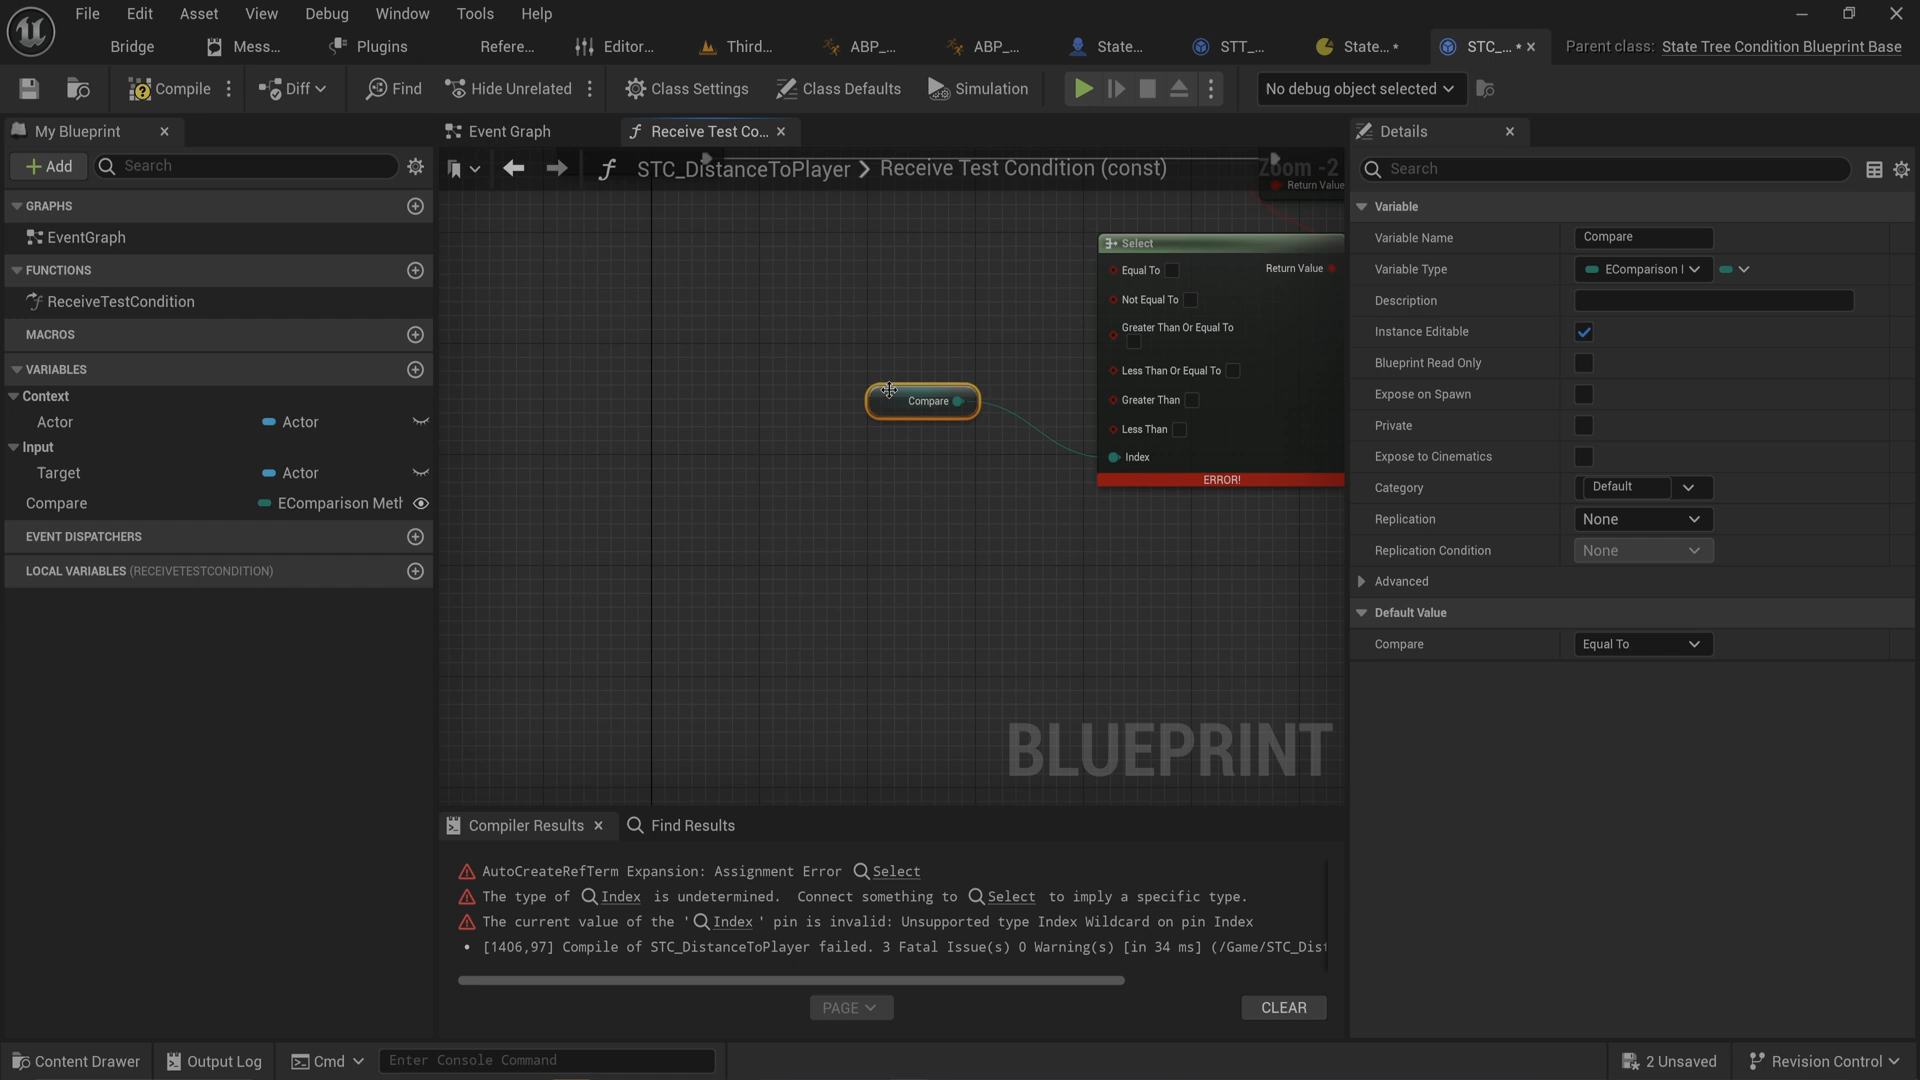 File Edit Asset View Debug Window Tools Help
Bridge Mess... Plugins Refere... Editor... Third... ABP_... ABP_... State... STT_... State... * STC_... * Parent class: State Tree Condition Blueprint Base
Compile Diff Find Hide Unrelated Class Settings Class Defaults Simulation No debug object selected
My Blueprint
Event Graph
Receive Test Co...
Details
+ Add
Search
STC_DistanceToPlayer > Receive Test Condition (const)
Zoom -2
Search
GRAPHS
EventGraph
FUNCTIONS
ReceiveTestCondition
MACROS
VARIABLES
Context
Actor Actor
Input
Target Actor
Compare EComparison Meth
EVENT DISPATCHERS
LOCAL VARIABLES (RECEIVETESTCONDITION)
Return Value
Select
Equal To
Return Value
Not Equal To
Greater Than Or Equal To
Less Than Or Equal To
Greater Than
Less Than
Index
ERROR!
Compare
BLUEPRINT
Variable
Variable Name Compare
Variable Type EComparison
Description
Instance Editable
Blueprint Read Only
Expose on Spawn
Private
Expose to Cinematics
Category Default
Replication None
Replication Condition None
Advanced
Default Value
Compare Equal To
Compiler Results Find Results
AutoCreateRefTerm Expansion: Assignment Error Select
The type of Index is undetermined. Connect something to Select to imply a specific type.
The current value of the ' Index ' pin is invalid: Unsupported type Index Wildcard on pin Index
• [1406,97] Compile of STC_DistanceToPlayer failed. 3 Fatal Issue(s) 0 Warning(s) [in 34 ms] (/Game/STC_Dist
PAGE
CLEAR
Content Drawer Output Log Cmd Enter Console Command 2 Unsaved Revision Control